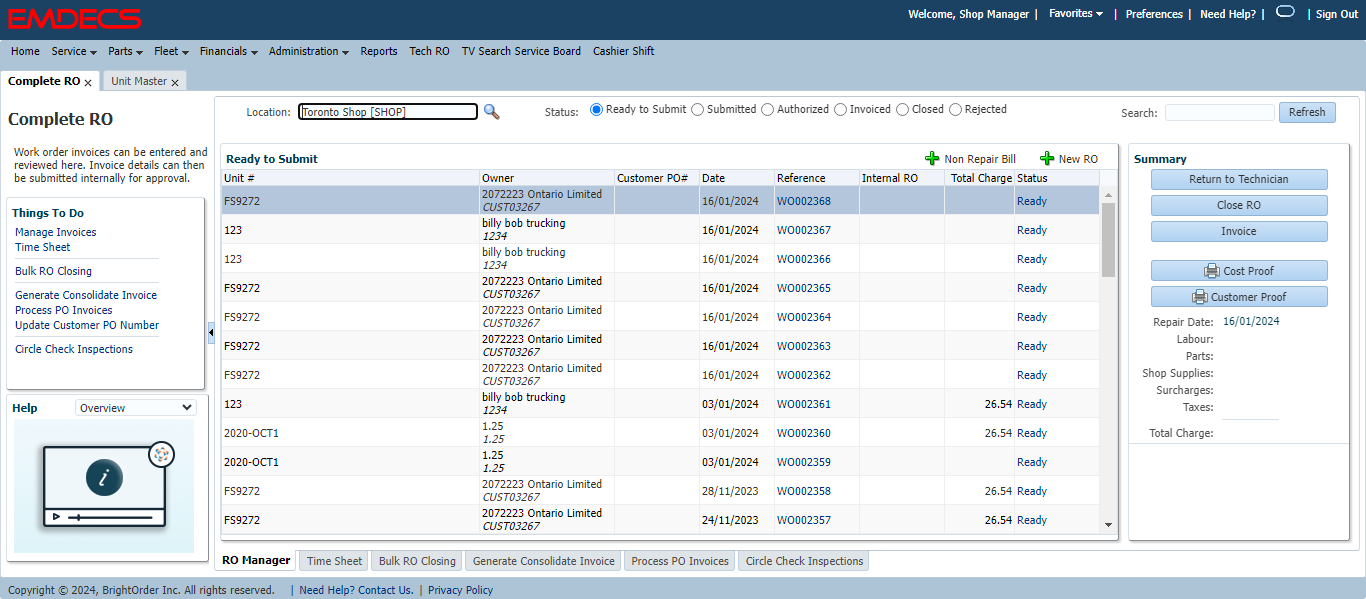 EMDECS
Welcome, Shop Manager | Favorites | Preferences | Need Help? | | Sign Out
Home Service Parts Fleet Financials Administration Reports Tech RO TV Search Service Board Cashier Shift
Complete RO x Unit Master x
Complete RO
Work order invoices can be entered and
reviewed here. Invoice details can then
be submitted internally for approval.
Things To Do
Manage Invoices
Time Sheet
Bulk RO Closing
Generate Consolidate Invoice
Process PO Invoices
Update Customer PO Number
Circle Check Inspections
Help Overview
i
Location: Toronto Shop [SHOP] Status: Ready to Submit Submitted Authorized Invoiced Closed Rejected Search: Refresh
Ready to Submit Non Repair Bill New RO
Unit # Owner Customer PO# Date Reference Internal RO Total Charge Status
FS9272 2072223 Ontario Limited 16/01/2024 WO002368 Ready
CUST03267
123 billy bob trucking 16/01/2024 WO002367 Ready
1234
123 billy bob trucking 16/01/2024 WO002366 Ready
1234
FS9272 2072223 Ontario Limited 16/01/2024 WO002365 Ready
CUST03267
FS9272 2072223 Ontario Limited 16/01/2024 WO002364 Ready
CUST03267
FS9272 2072223 Ontario Limited 16/01/2024 WO002363 Ready
CUST03267
FS9272 2072223 Ontario Limited 16/01/2024 WO002362 Ready
CUST03267
123 billy bob trucking 03/01/2024 WO002361 26.54 Ready
1234
2020-OCT1 1.25 03/01/2024 WO002360 26.54 Ready
1.25
2020-OCT1 1.25 03/01/2024 WO002359 Ready
1.25
FS9272 2072223 Ontario Limited 28/11/2023 WO002358 26.54 Ready
CUST03267
FS9272 2072223 Ontario Limited 24/11/2023 WO002357 26.54 Ready
CUST03267
Summary
Return to Technician
Close RO
Invoice
Cost Proof
Customer Proof
Repair Date: 16/01/2024
Labour:
Parts:
Shop Supplies:
Surcharges:
Taxes:
Total Charge:
RO Manager Time Sheet Bulk RO Closing Generate Consolidate Invoice Process PO Invoices Circle Check Inspections
Copyright © 2024, BrightOrder Inc. All rights reserved. | Need Help? Contact Us. | Privacy Policy